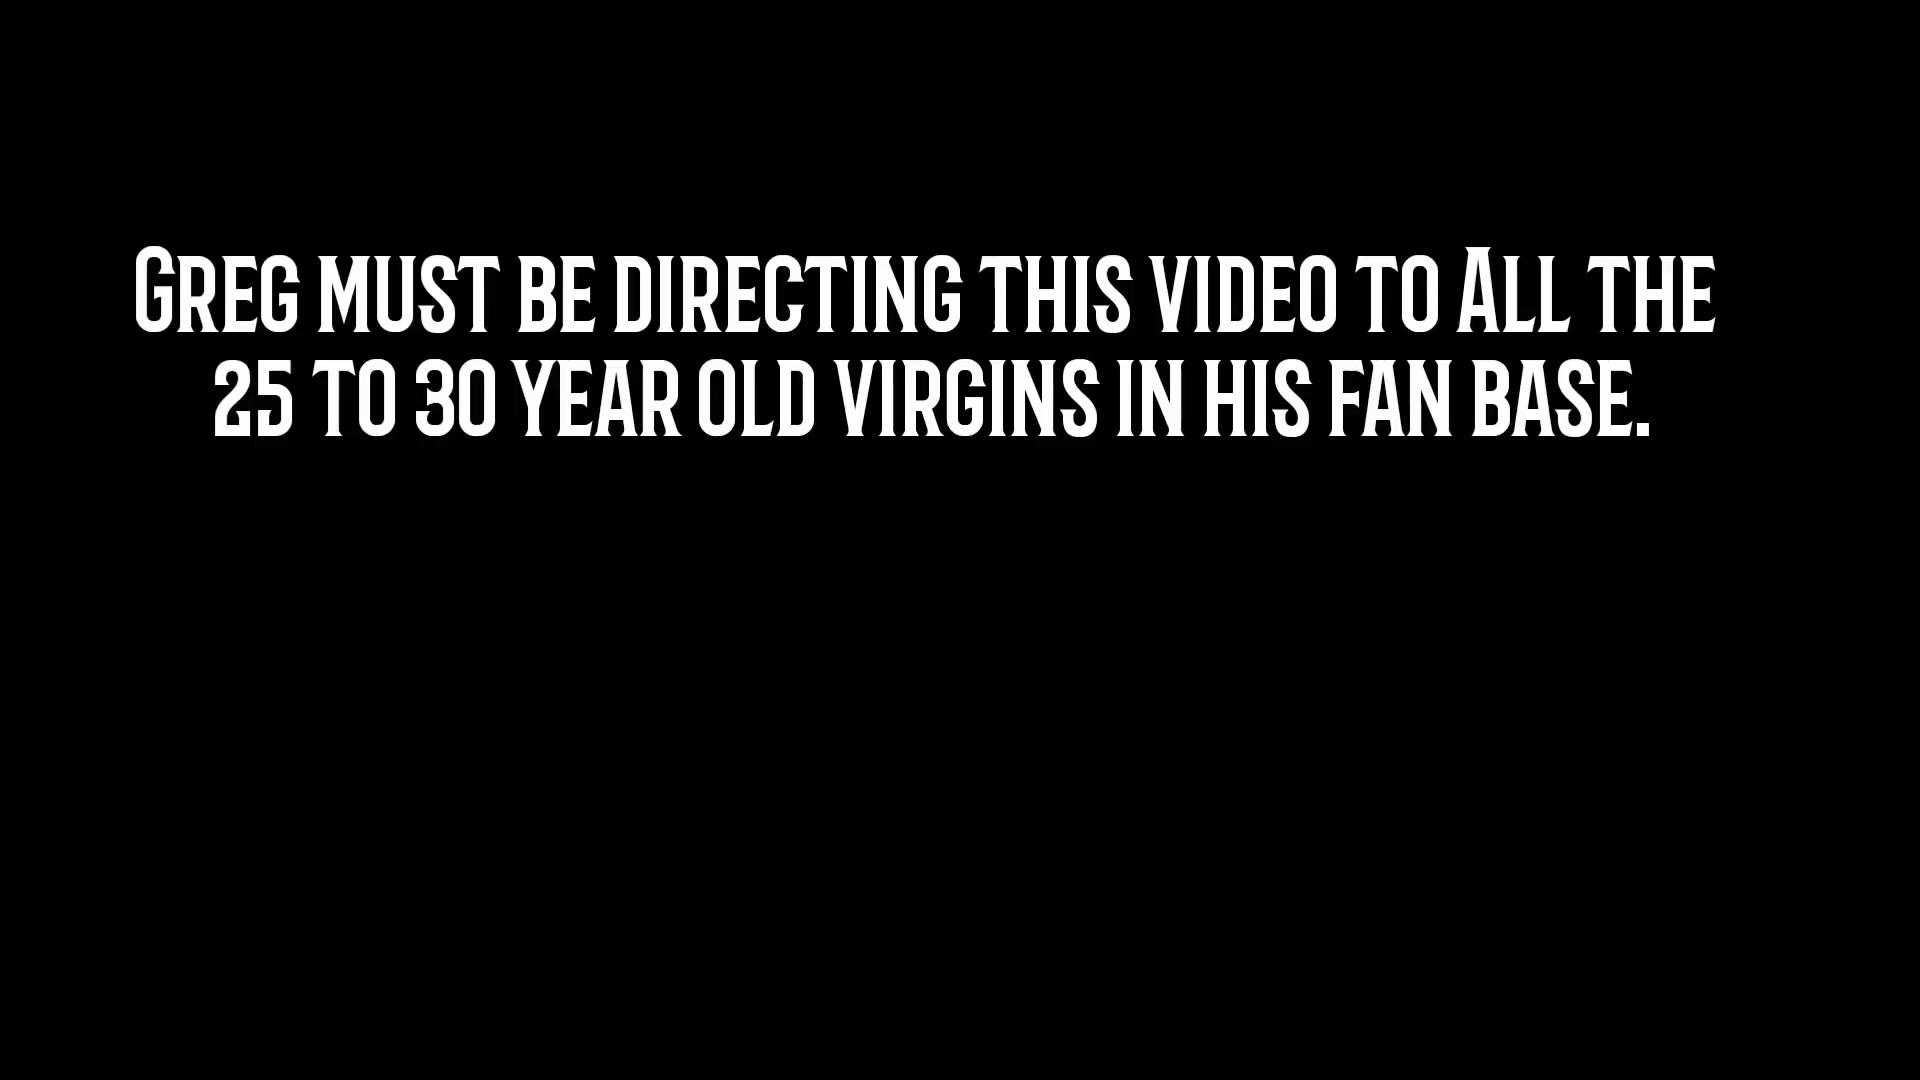 Greg must be directing this video to All the
25 to 30 year old virgins in his fan base.